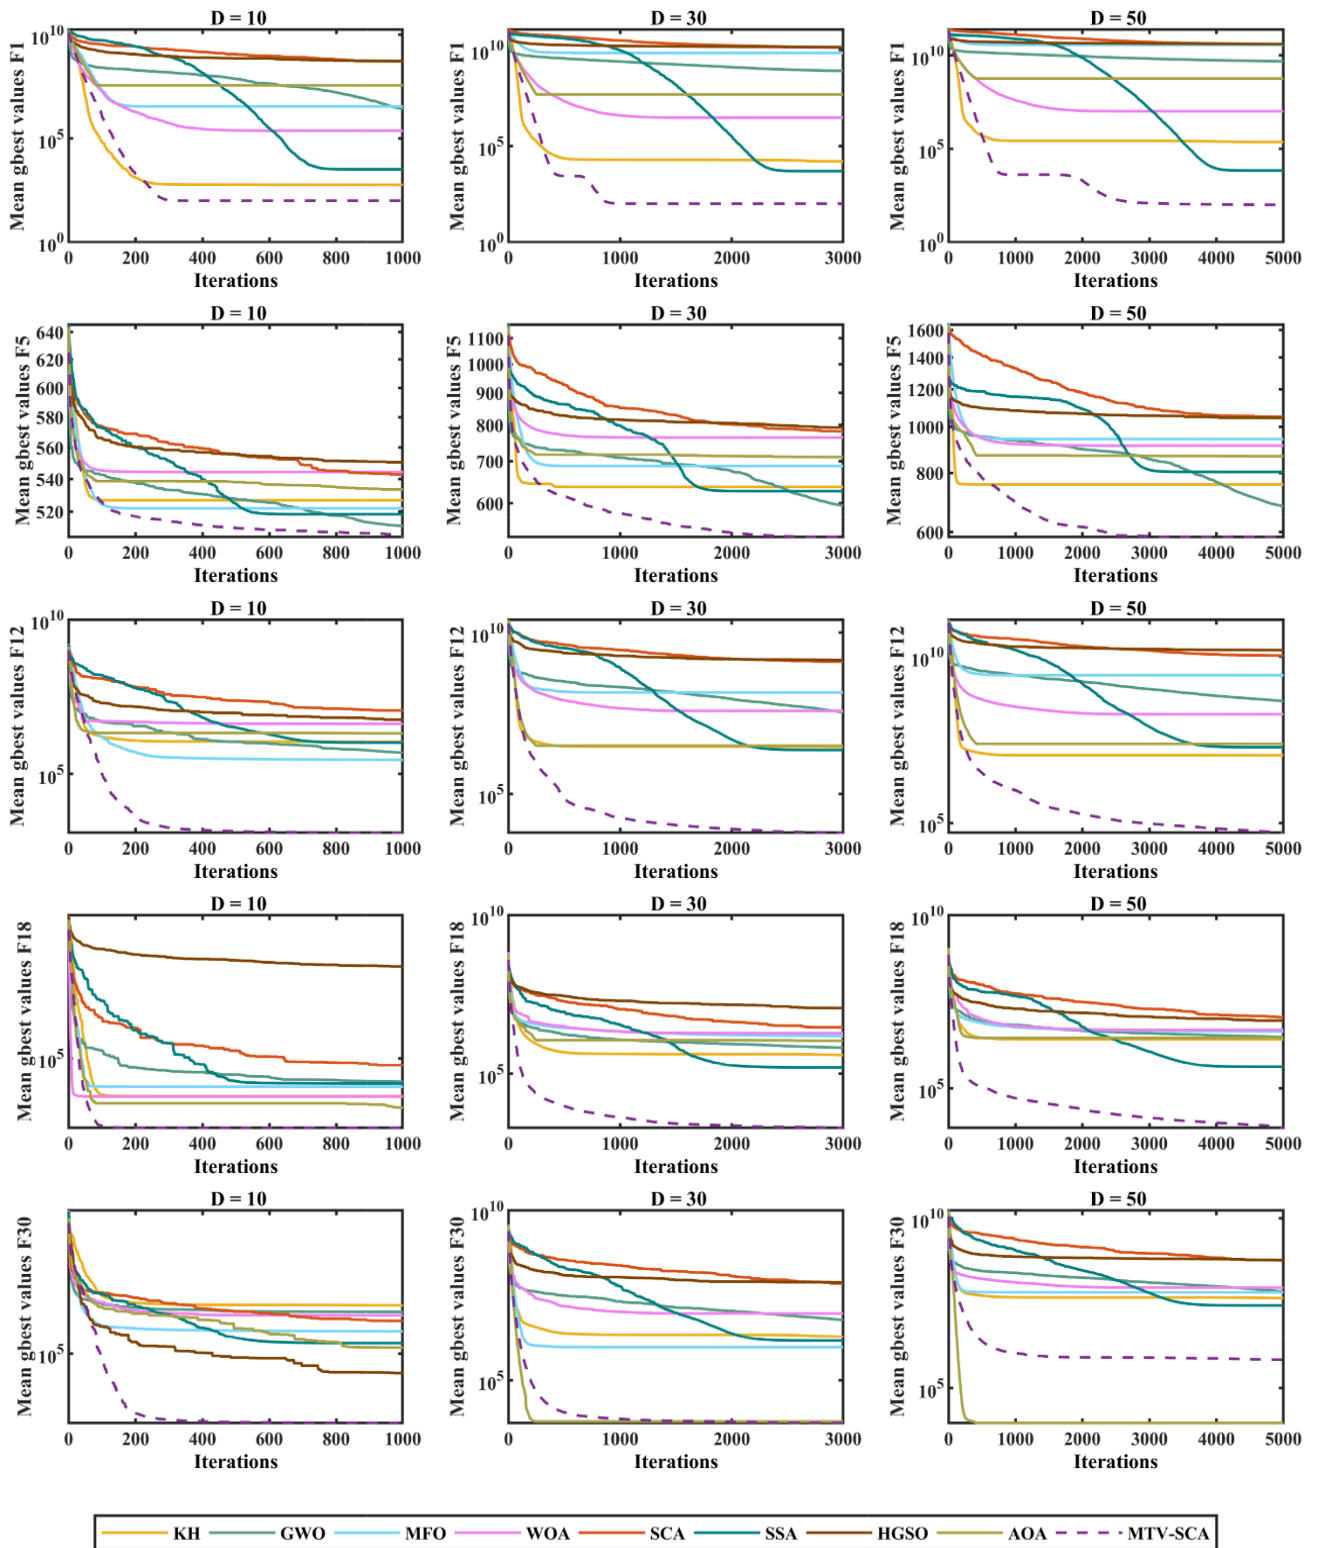 D = 10
D = 30
D = 50
Mean gbest values F1
10^10
10^5
10^0
0 200 400 600 800 1000
Iterations
Mean gbest values F1
10^10
10^5
10^0
0 1000 2000 3000
Iterations
Mean gbest values F1
10^10
10^5
10^0
0 1000 2000 3000 4000 5000
Iterations
D = 10
D = 30
D = 50
Mean gbest values F5
640
620
600
580
560
540
520
0 200 400 600 800 1000
Iterations
Mean gbest values F5
1100
1000
900
800
700
600
0 1000 2000 3000
Iterations
Mean gbest values F5
1600
1400
1200
1000
800
600
0 1000 2000 3000 4000 5000
Iterations
D = 10
D = 30
D = 50
Mean gbest values F12
10^10
10^5
0 200 400 600 800 1000
Iterations
Mean gbest values F12
10^10
10^5
0 1000 2000 3000
Iterations
Mean gbest values F12
10^10
10^5
0 1000 2000 3000 4000 5000
Iterations
D = 10
D = 30
D = 50
Mean gbest values F18
10^5
0 200 400 600 800 1000
Iterations
Mean gbest values F18
10^10
10^5
0 1000 2000 3000
Iterations
Mean gbest values F18
10^10
10^5
0 1000 2000 3000 4000 5000
Iterations
D = 10
D = 30
D = 50
Mean gbest values F30
10^5
0 200 400 600 800 1000
Iterations
Mean gbest values F30
10^10
10^5
0 1000 2000 3000
Iterations
Mean gbest values F30
10^10
10^5
0 1000 2000 3000 4000 5000
Iterations
KH GWO MFO WOA SCA SSA HGSO AOA MTV-SCA